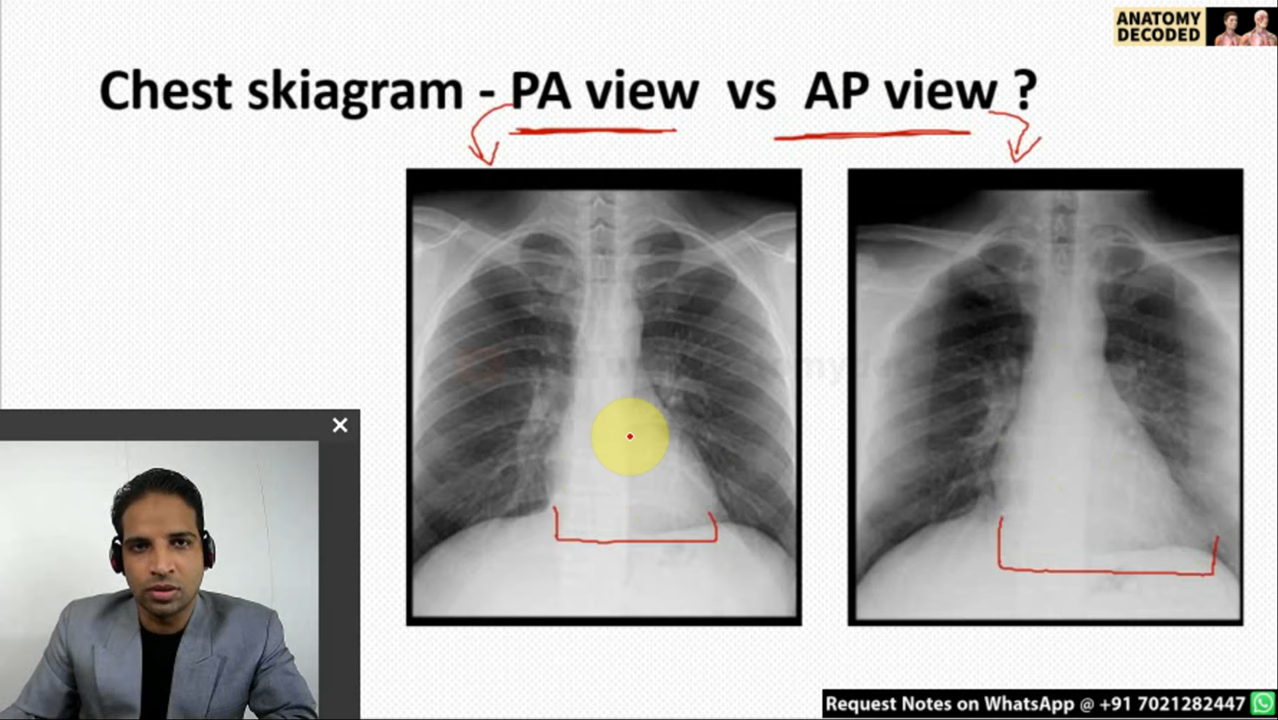 ANATOMY
DECODED
Chest skiagram - PA view vs AP view ?
Request Notes on WhatsApp @ +91 7021282447